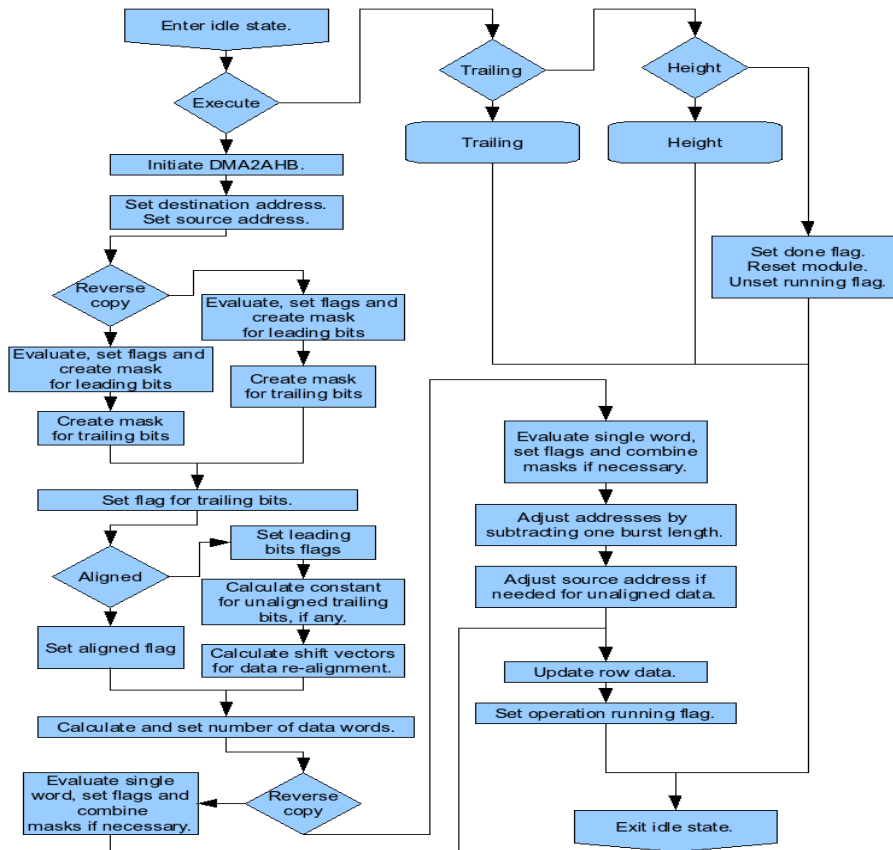 Enter idle state.
Execute
Trailing
Height
Trailing
Height
Initiate DMA2AHB.
Set destination address.
Set source address.
Set done flag.
Reset module.
Unset running flag.
Reverse
copy
Evaluate, set flags and
create mask
for leading bits
Evaluate, set flags and
create mask
for leading bits
Create mask
for trailing bits
Create mask
for trailing bits
Set flag for trailing bits.
Evaluate single word,
set flags and combine
masks if necessary.
Adjust addresses by
subtracting one burst length.
Adjust source address if
needed for unaligned data.
Aligned
Set leading
bits flags
Calculate constant
for unaligned trailing
bits, if any.
Set aligned flag
Calculate shift vectors
for data re-alignment.
Update row data.
Set operation running flag.
Calculate and set number of data words.
Reverse
copy
Evaluate single
word, set flags and
combine
masks if necessary.
Exit idle state.